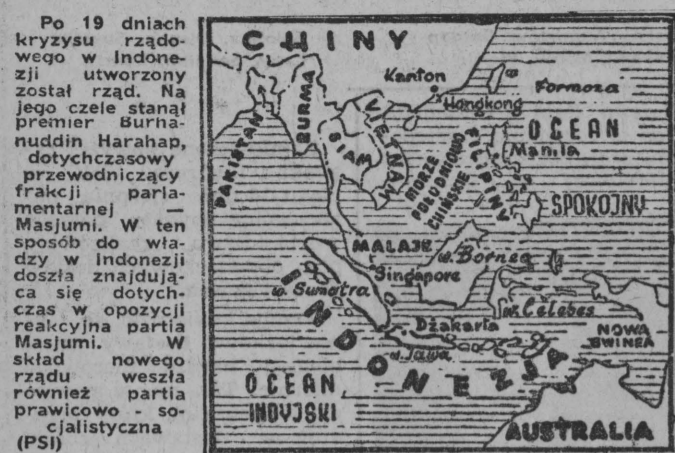 Po 19 dniach
kryzysu rządo-
wego w Indone-
zji utworzony
został rząd. Na
jego czele stanął
premier Burha-
nuddin Harahap,
dotychczasowy
przewodniczący
frakcji parla-
mentarnej —
Masjumi. W ten
sposób do wła-
dzy w Indonezji
doszła znajdują-
ca się dotych-
czas w opozycji
reakcyjna partia
Masjumi. W
skład nowego
rządu weszła
również partia
prawicowo - so-
cjalistyczna
(PSI)
CHINY
Kanton
Hongkong
Formoza
PAKISTAN
BURMA
SIAM
VIETNAM
MORZE
POŁUDNIOWO
CHIŃSKIE
FILIPINY
Manila
OCEAN
SPOKOJNY
MALAJE
Singapore
w. Borneo
w. Sumatra
w. Celebes
Dżakarta
w. Jawa
NOWA
GWINEA
INDONEZJA
OCEAN
INDYJSKI
AUSTRALIA